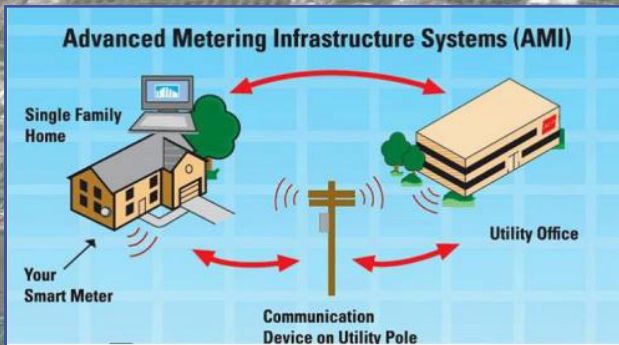 Advanced Metering Infrastructure Systems (AMI)
Single Family
Home
Utility Office
Your
Smart Meter
Communication
Device on Utility Pole